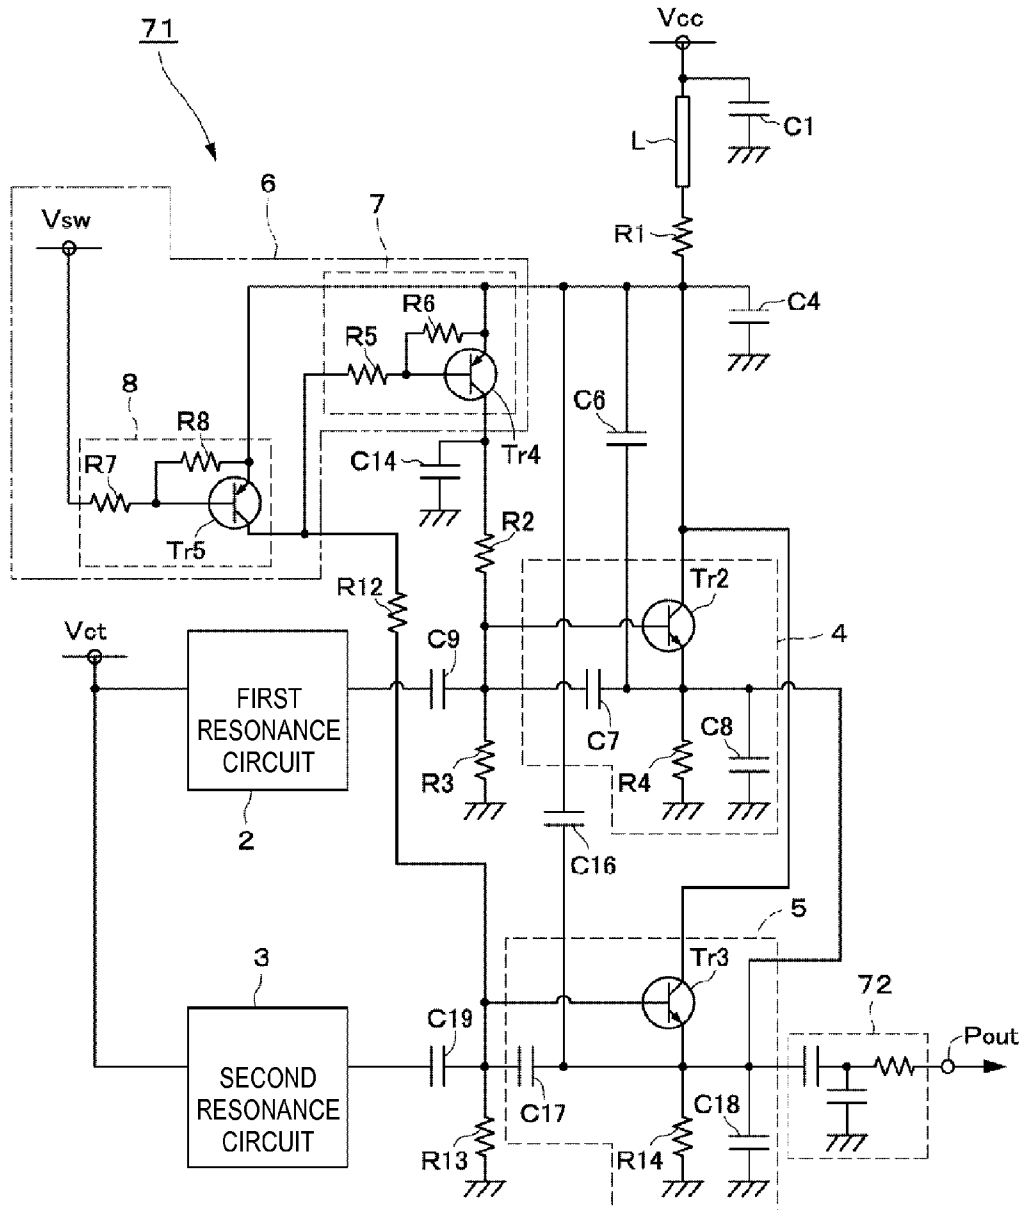 71
Vcc
C1
L
6
7
Vsw
R1
R6
C4
R5
8
C6
R8
Tr4
C14
R7
R2
Tr5
Tr2
R12
4
Vct
C9
FIRST
RESONANCE
CIRCUIT
C7
C8
R3
R4
2
C16
5
3
Tr3
72
C19
Pout
SECOND
RESONANCE
CIRCUIT
C17
C18
R13
R14